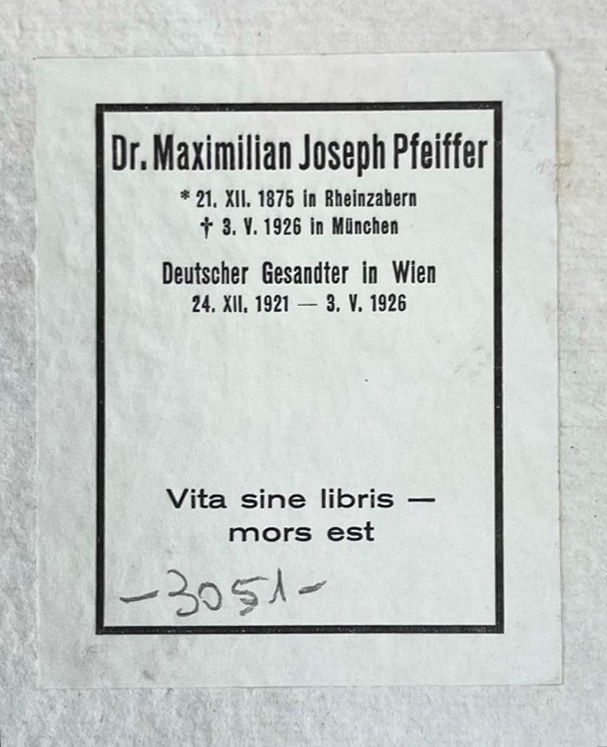 Dr. Maximilian Joseph Pfeiffer
* 21. XII. 1875 in Rheinzabern
† 3. V. 1926 in München
Deutscher Gesandter in Wien
24. XII. 1921 — 3. V. 1926
Vita sine libris —
mors est
-3051-